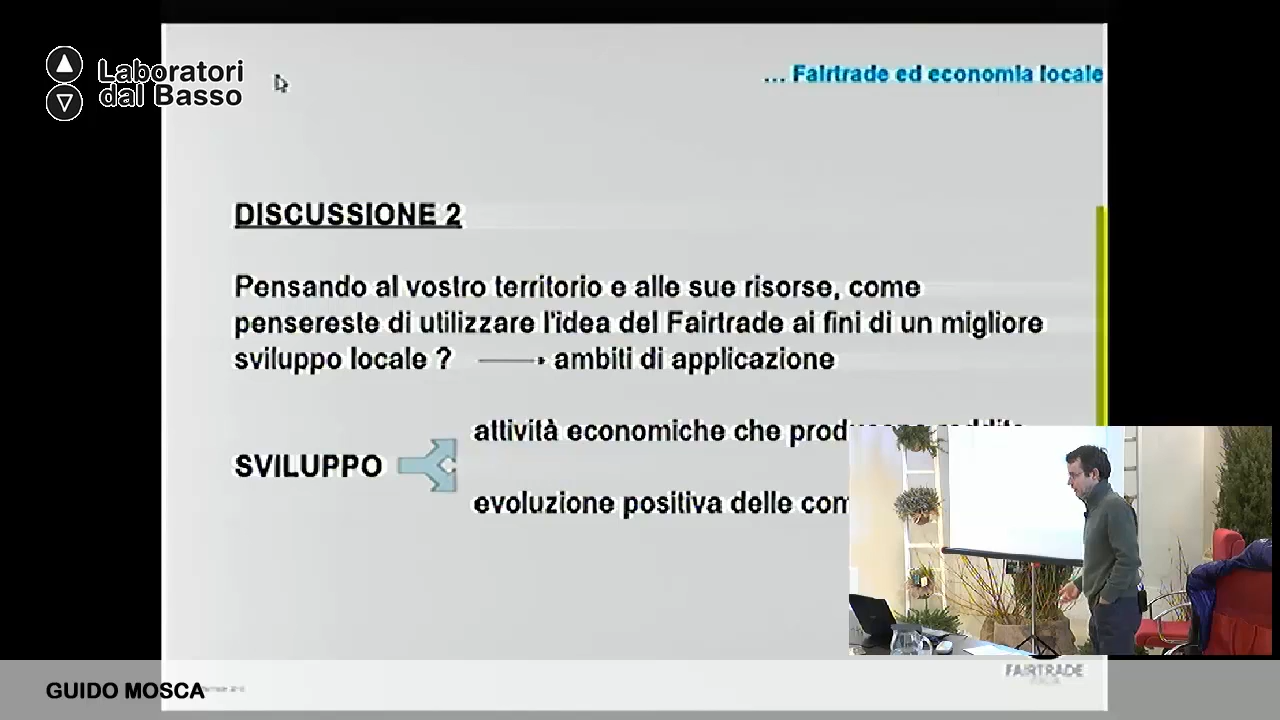 Laboratori
dal Basso
... Fairtrade ed economia locale
DISCUSSIONE 2
Pensando al vostro territorio e alle sue risorse, come
pensereste di utilizzare l'idea del Fairtrade ai fini di un migliore
sviluppo locale ? ambiti di applicazione
attività economiche che
SVILUPPO
evoluzione positiva delle
FAIRTRADE
GUIDO MOSCA